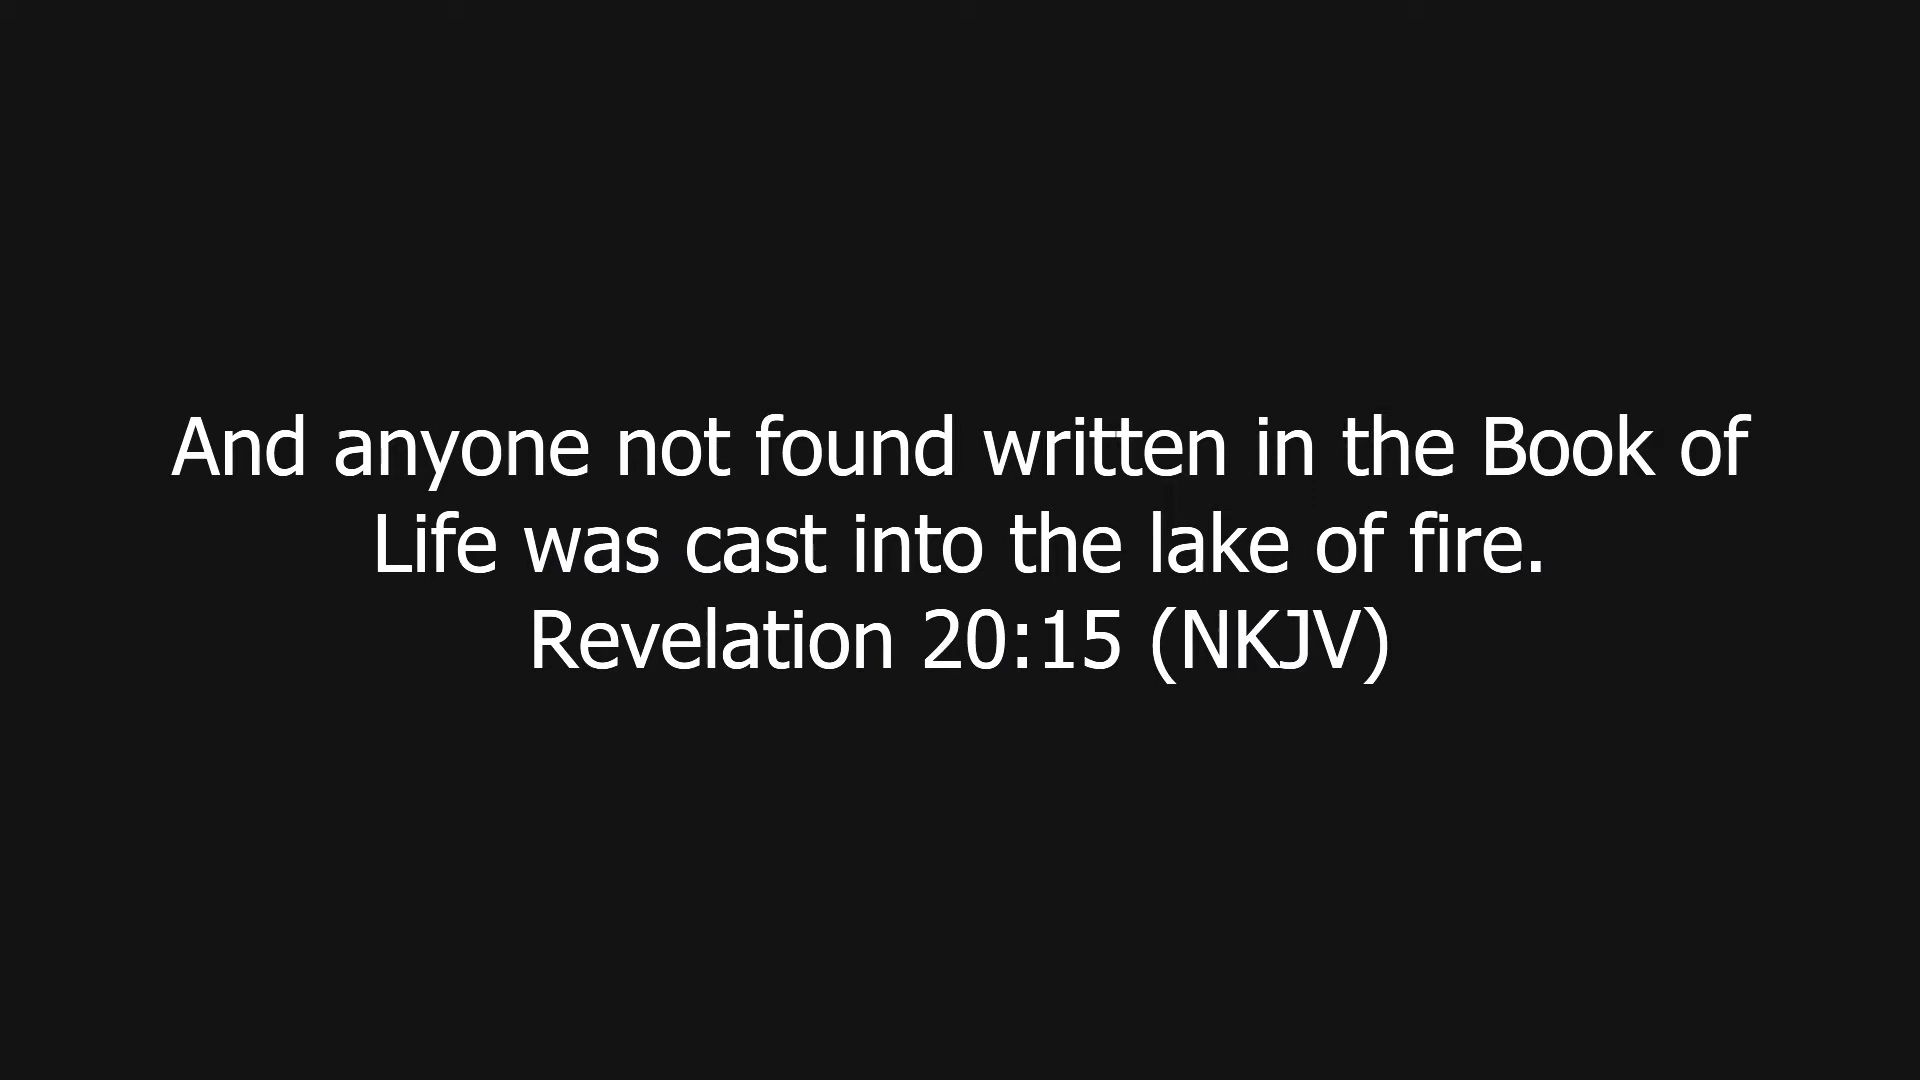 And anyone not found written in the Book of
Life was cast into the lake of fire.
Revelation 20:15 (NKJV)